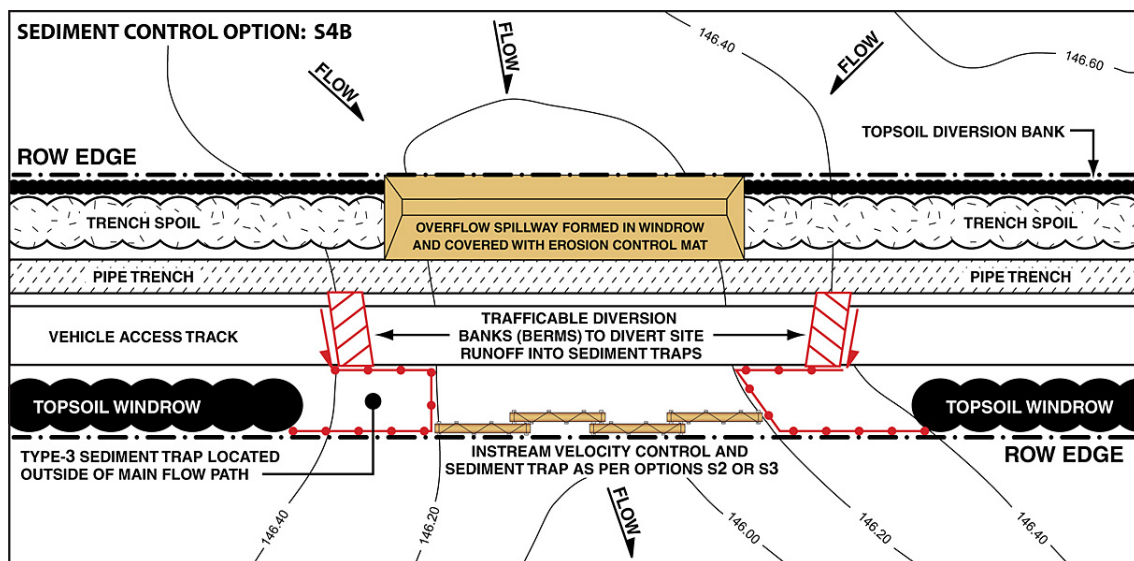 SEDIMENT CONTROL OPTION: S4B
FLOW
FLOW
FLOW
146.40
146.60
TOPSOIL DIVERSION BANK
ROW EDGE
TRENCH SPOIL
OVERFLOW SPILLWAY FORMED IN WINDROW
AND COVERED WITH EROSION CONTROL MAT
TRENCH SPOIL
PIPE TRENCH
PIPE TRENCH
VEHICLE ACCESS TRACK
TRAFFICABLE DIVERSION
BANKS (BERMS) TO DIVERT SITE
RUNOFF INTO SEDIMENT TRAPS
TOPSOIL WINDROW
TOPSOIL WINDROW
TYPE-3 SEDIMENT TRAP LOCATED
OUTSIDE OF MAIN FLOW PATH
INSTREAM VELOCITY CONTROL AND
SEDIMENT TRAP AS PER OPTIONS S2 OR S3
ROW EDGE
146.40
146.20
FLOW
146.00
146.20
146.40